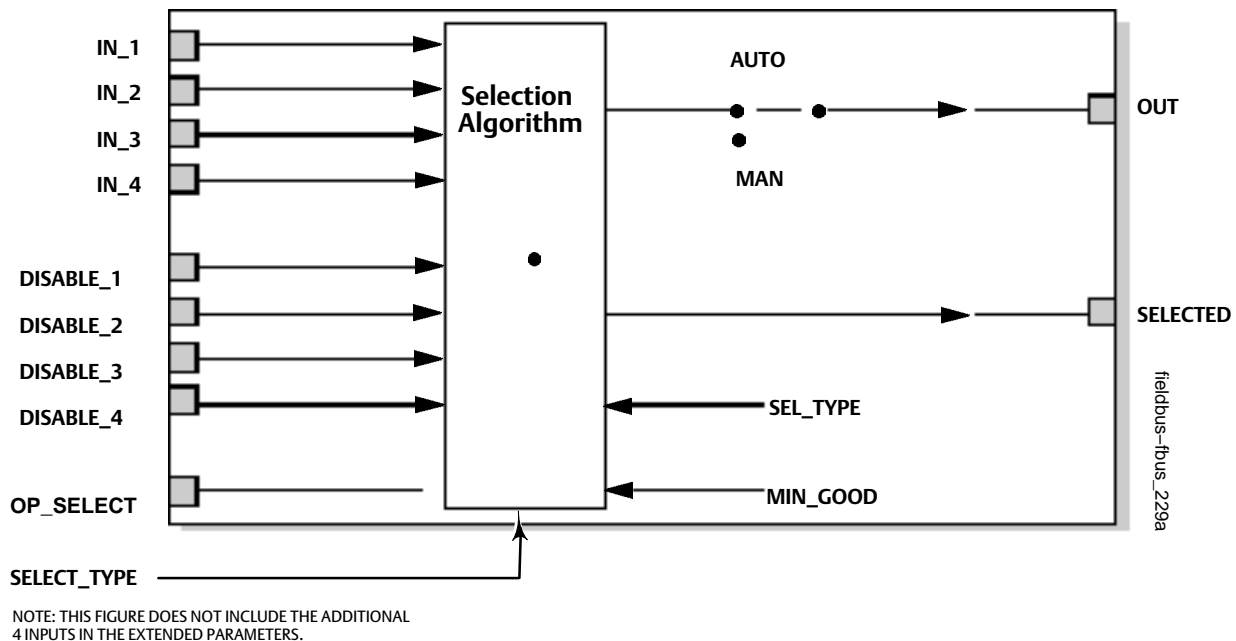 IN_1
IN_2
IN_3
IN_4
DISABLE_1
DISABLE_2
DISABLE_3
DISABLE_4
OP_SELECT
SELECT_TYPE
Selection
Algorithm
AUTO
MAN
OUT
SELECTED
SEL_TYPE
MIN_GOOD
fieldbus–fbus_229a
NOTE: THIS FIGURE DOES NOT INCLUDE THE ADDITIONAL
4 INPUTS IN THE EXTENDED PARAMETERS.